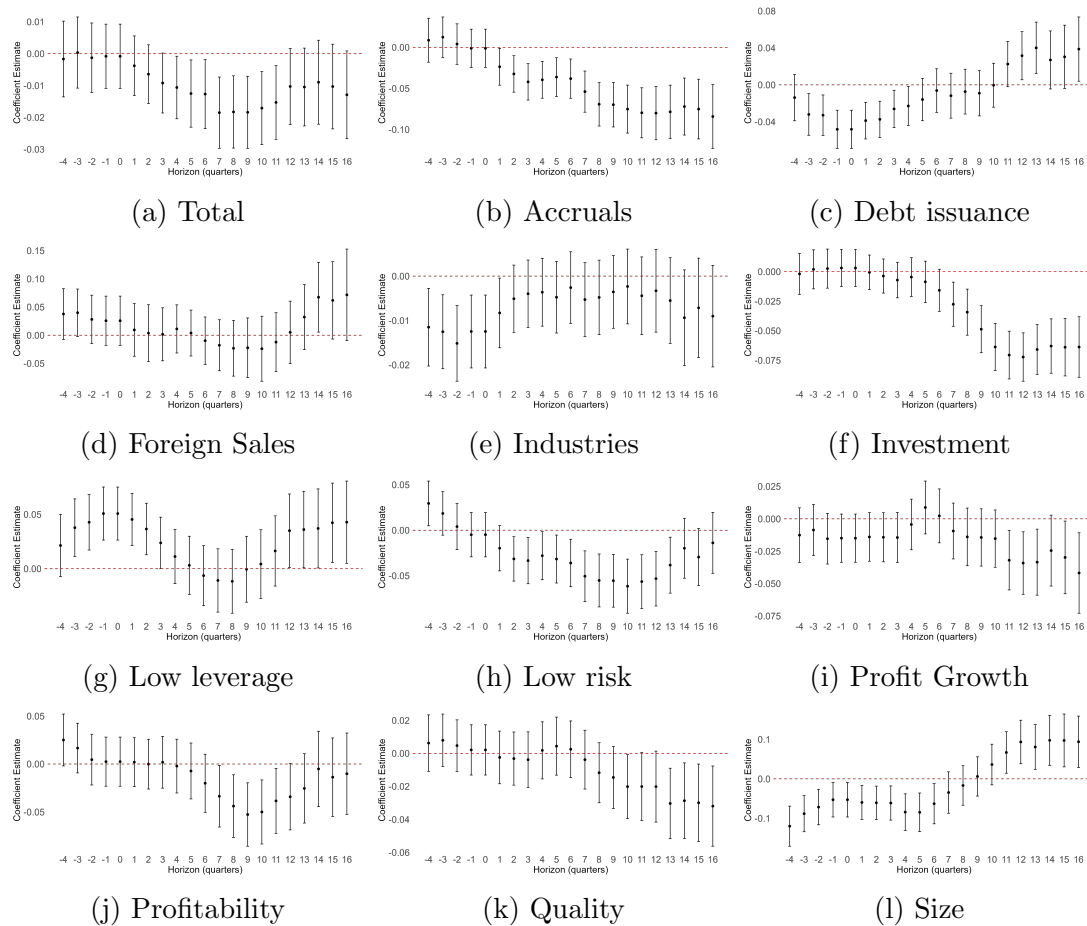 0.01
0.00
-0.01
-0.02
-0.03
Coefficient Estimate
-4 -3 -2 -1 0 1 2 3 4 5 6 7 8 9 10 11 12 13 14 15 16
Horizon (quarters)
(a) Total
0.00
-0.05
-0.10
Coefficient Estimate
-4 -3 -2 -1 0 1 2 3 4 5 6 7 8 9 10 11 12 13 14 15 16
Horizon (quarters)
(b) Accruals
0.08
0.04
0.00
-0.04
Coefficient Estimate
-4 -3 -2 -1 0 1 2 3 4 5 6 7 8 9 10 11 12 13 14 15 16
Horizon (quarters)
(c) Debt issuance
0.15
0.10
0.05
0.00
-0.05
Coefficient Estimate
-4 -3 -2 -1 0 1 2 3 4 5 6 7 8 9 10 11 12 13 14 15 16
Horizon (quarters)
(d) Foreign Sales
0.00
-0.01
-0.02
Coefficient Estimate
-4 -3 -2 -1 0 1 2 3 4 5 6 7 8 9 10 11 12 13 14 15 16
Horizon (quarters)
(e) Industries
0.000
-0.025
-0.050
-0.075
Coefficient Estimate
-4 -3 -2 -1 0 1 2 3 4 5 6 7 8 9 10 11 12 13 14 15 16
Horizon (quarters)
(f) Investment
0.05
0.00
Coefficient Estimate
-4 -3 -2 -1 0 1 2 3 4 5 6 7 8 9 10 11 12 13 14 15 16
Horizon (quarters)
(g) Low leverage
0.05
0.00
-0.05
Coefficient Estimate
-4 -3 -2 -1 0 1 2 3 4 5 6 7 8 9 10 11 12 13 14 15 16
Horizon (quarters)
(h) Low risk
0.025
0.000
-0.025
-0.050
-0.075
Coefficient Estimate
-4 -3 -2 -1 0 1 2 3 4 5 6 7 8 9 10 11 12 13 14 15 16
Horizon (quarters)
(i) Profit Growth
0.05
0.00
-0.05
Coefficient Estimate
-4 -3 -2 -1 0 1 2 3 4 5 6 7 8 9 10 11 12 13 14 15 16
Horizon (quarters)
(j) Profitability
0.02
0.00
-0.02
-0.04
-0.06
Coefficient Estimate
-4 -3 -2 -1 0 1 2 3 4 5 6 7 8 9 10 11 12 13 14 15 16
Horizon (quarters)
(k) Quality
0.1
0.0
-0.1
Coefficient Estimate
-4 -3 -2 -1 0 1 2 3 4 5 6 7 8 9 10 11 12 13 14 15 16
Horizon (quarters)
(l) Size